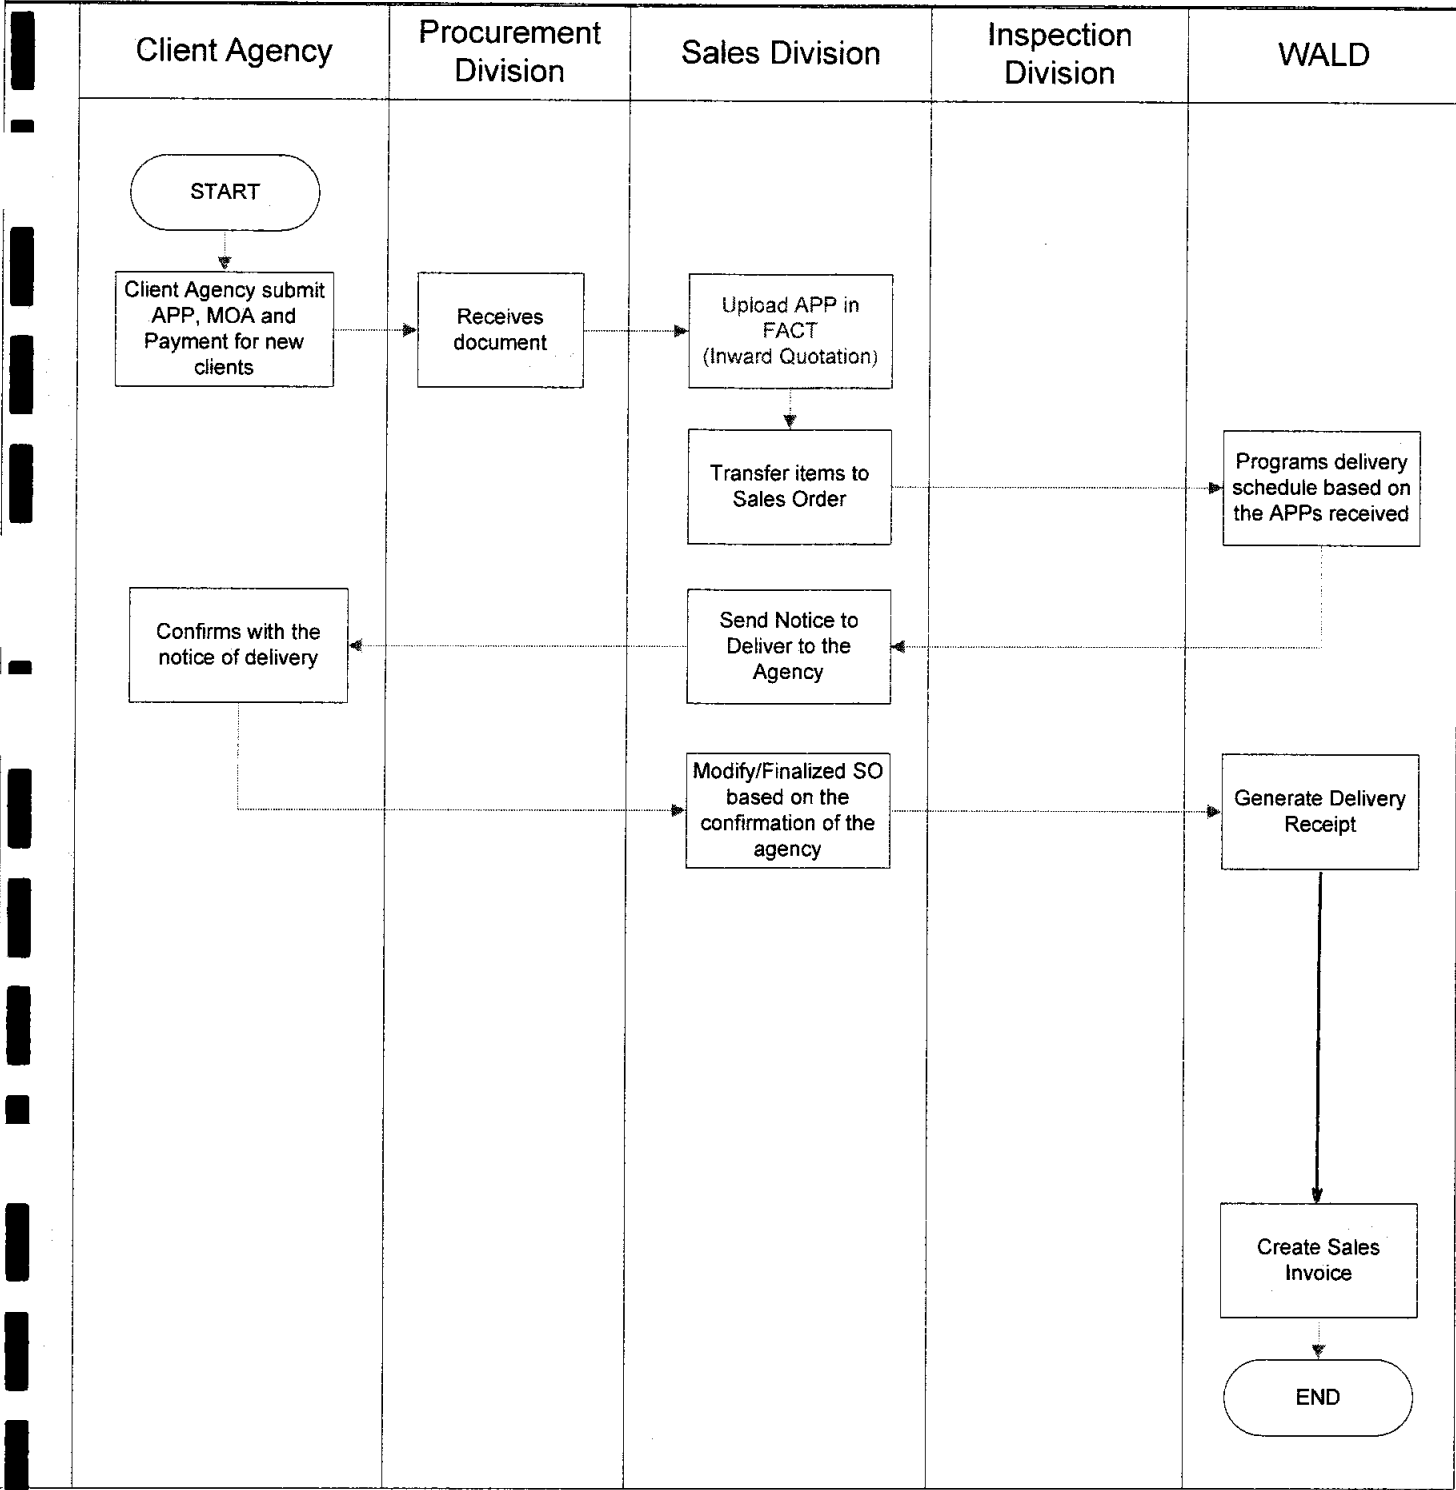 Client Agency
Procurement
Division
Sales Division
Inspection
Division
WALD
START
Client Agency submit
APP, MOA and
Payment for new
clients
Receives
document
Upload APP in
FACT
(Inward Quotation)
Transfer items to
Sales Order
Programs delivery
schedule based on
the APPs received
Send Notice to
Deliver to the
Agency
Confirms with the
notice of delivery
Modify/Finalized SO
based on the
confirmation of the
agency
Generate Delivery
Receipt
Create Sales
Invoice
END